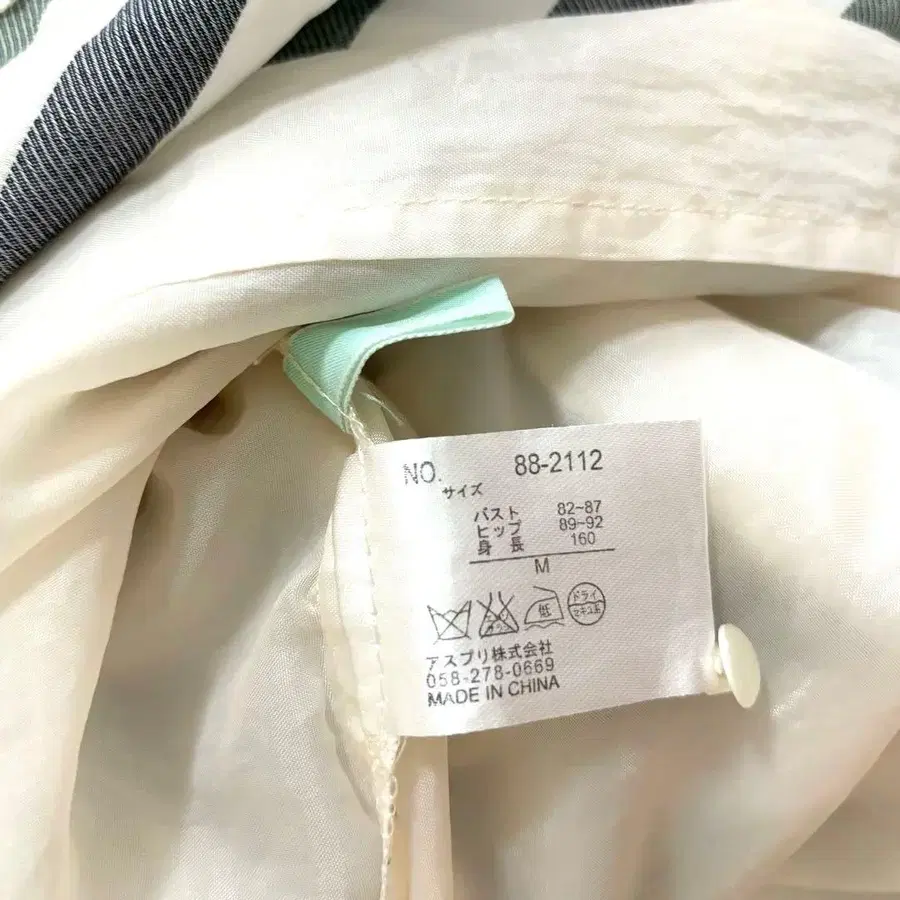 NO. 88-2112
サイズ
バスト 82~87
ヒップ 89~92
身長 160
M
低 ドライ
アスプリ株式会社
058-278-0669
MADE IN CHINA